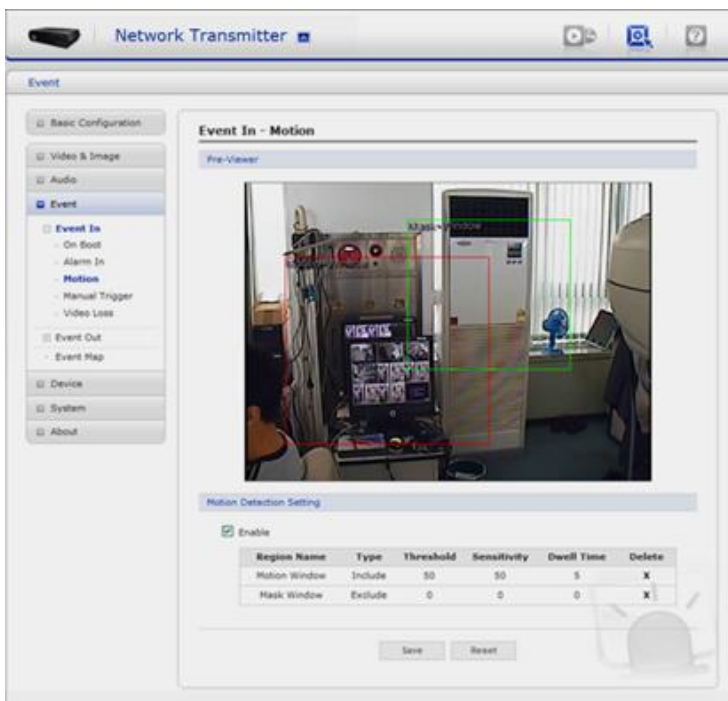 Network Transmitter
Event
Basic Configuration
Video & Image
Audio
Event
Event In
On Boot
Alarm In
Motion
Manual Trigger
Video Loss
Event Out
Event Map
Device
System
About
Event In - Motion
Pre-Viewer
Mask Window
Motion Detection Setting
Enable
Region Name Type Threshold Sensitivity Dwell Time Delete
Motion Window Include 50 50 5 X
Mask Window Exclude 0 0 0 X
Save Reset